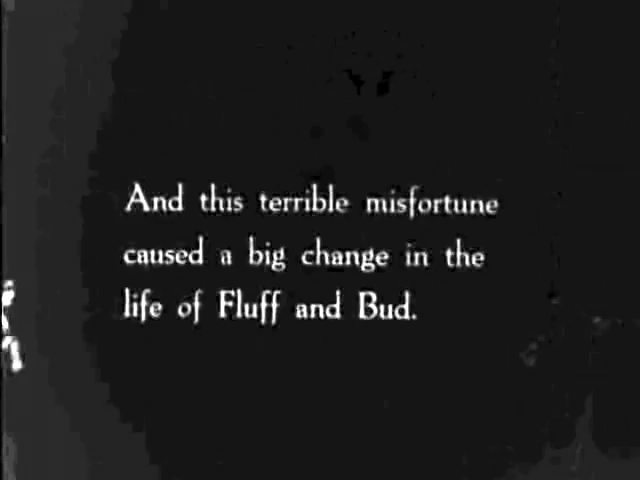 And this terrible misfortune
caused a big change in the
life of Fluff and Bud.